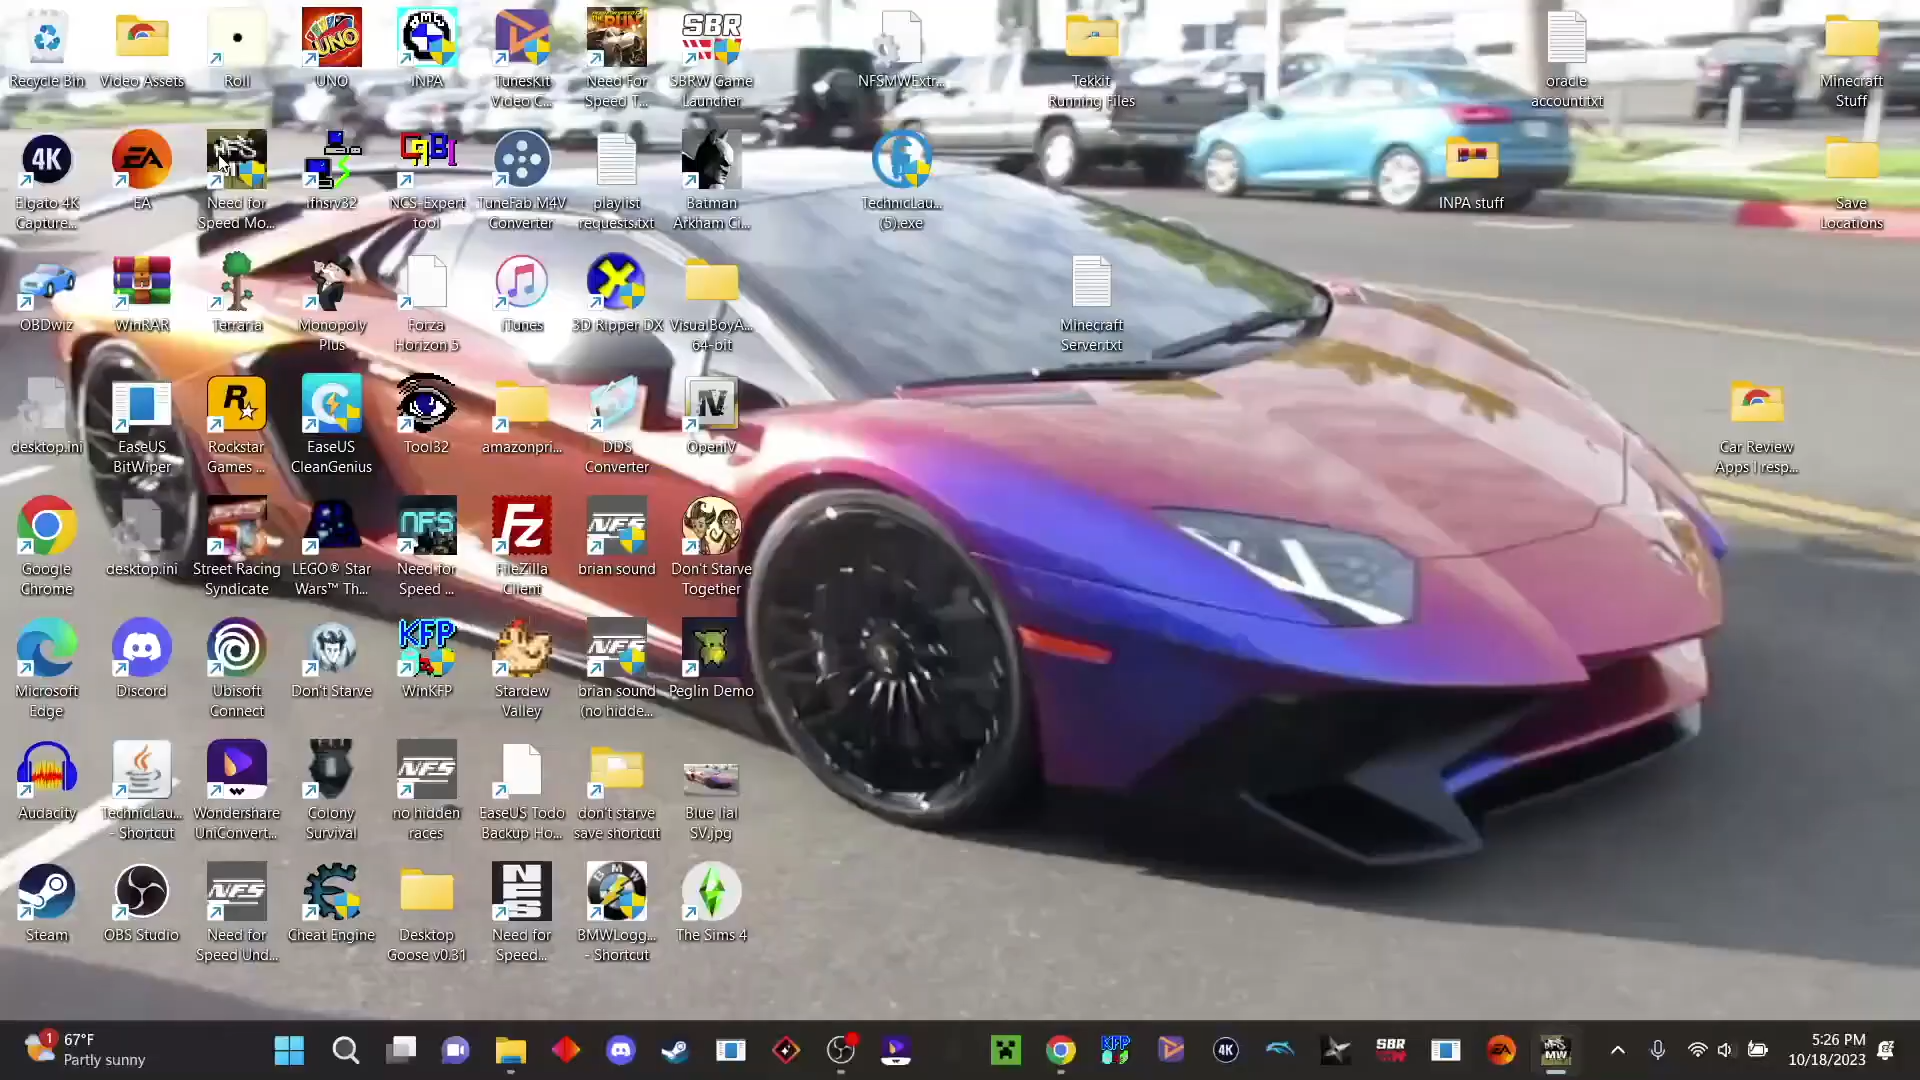 Recycle Bin
Video Assets
Roll
UNO
INPA
TunesKit
Video C...
Need For
Speed T...
SBRW Game
Launcher
NFSMWExtr...
Tekkit
Running Files
oracle
account.txt
Minecraft
Stuff
Elgato 4K
Capture...
EA
Need for
Speed Mo...
ifhsrv32
NCS-Expert
tool
TuneFab M4V
Converter
playlist
requests.txt
Batman
Arkham Ci...
TechnicLau...
(5).exe
INPA stuff
Save
Locations
OBDwiz
WinRAR
Terraria
Monopoly
Plus
Forza
Horizon 5
iTunes
3D Ripper DX
VisualBoyA...
64-bit
Minecraft
Server.txt
desktop.ini
EaseUS
BitWiper
Rockstar
Games ...
EaseUS
CleanGenius
Tool32
amazonpri...
DDS
Converter
OpenIV
Car Review
Apps I resp...
Google
Chrome
desktop.ini
Street Racing
Syndicate
LEGO® Star
Wars™ Th...
Need for
Speed ...
FileZilla
Client
brian sound
Don't Starve
Together
Microsoft
Edge
Discord
Ubisoft
Connect
Don't Starve
WinKFP
Stardew
Valley
brian sound
(no hidde...
Peglin Demo
Audacity
TechnicLau...
- Shortcut
Wondershare
UniConvert...
Colony
Survival
no hidden
races
EaseUS Todo
Backup Ho...
don't starve
save shortcut
Blue
SV.jpg
Steam
OBS Studio
Need for
Speed Und...
Cheat Engine
Desktop
Goose v0.31
Need for
Speed...
BMWLogg...
- Shortcut
The Sims 4
1
67°F
Partly sunny
5:26 PM
10/18/2023